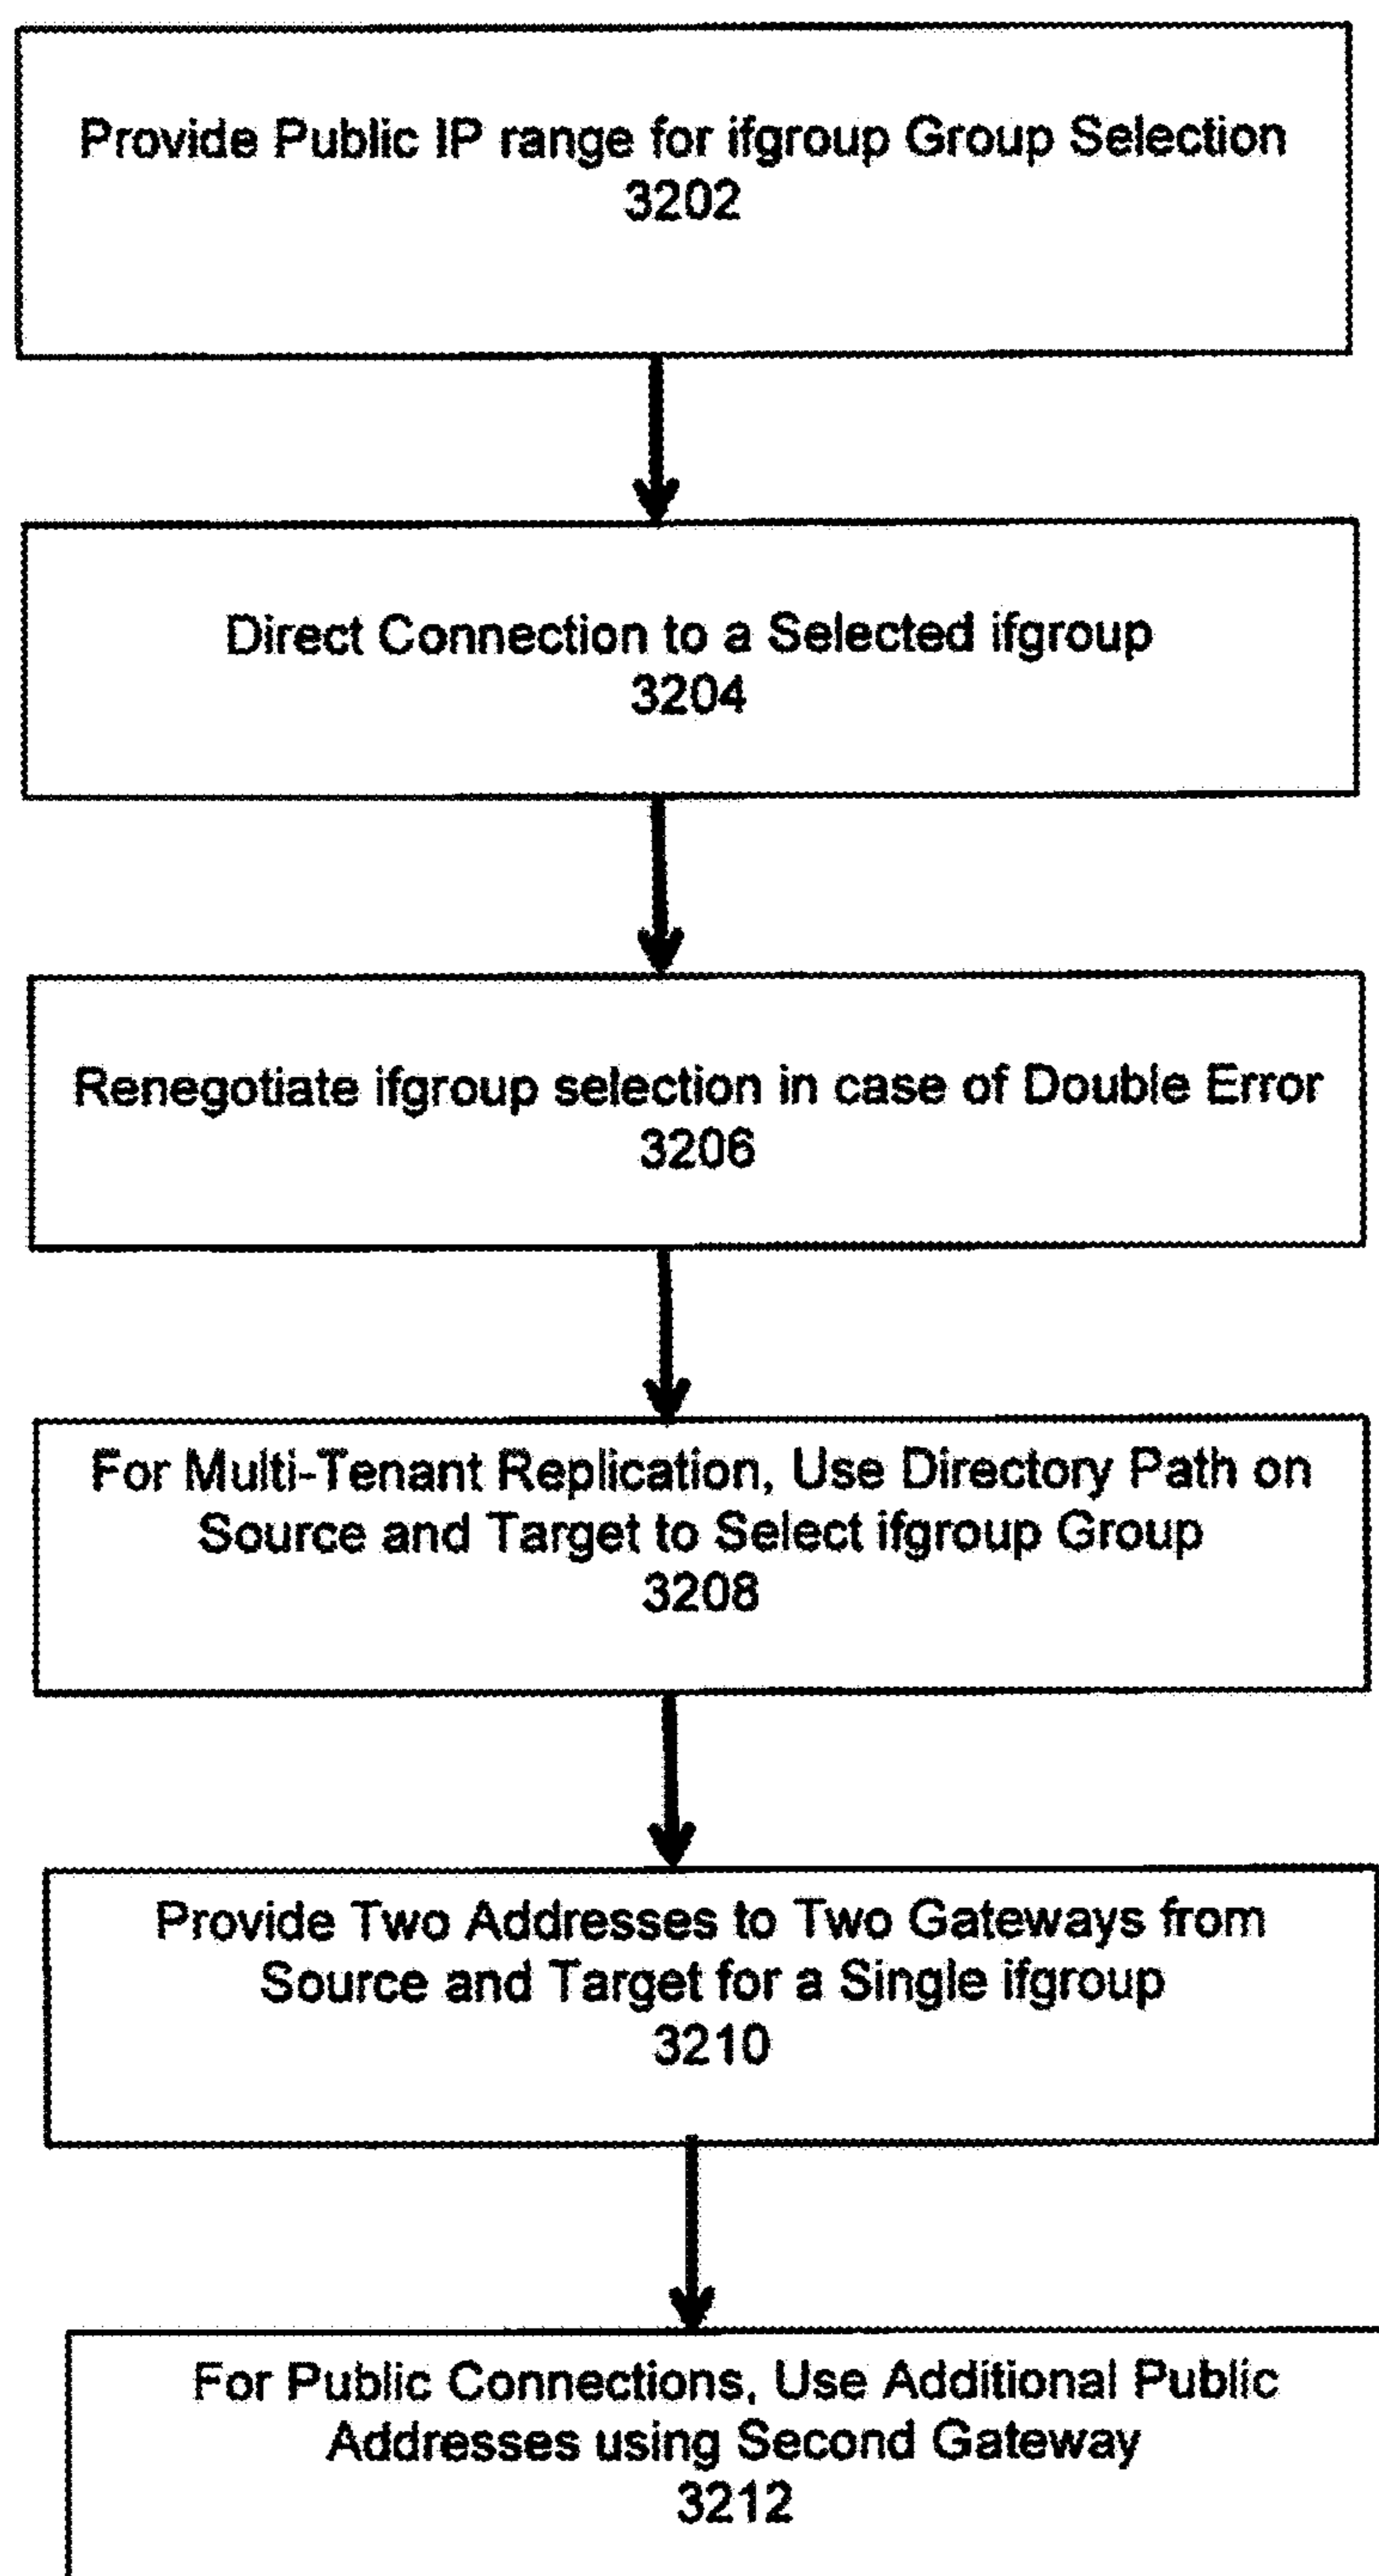 Provide Public IP range for ifgroup Group Selection
3202
Direct Connection to a Selected ifgroup
3204
Renegotiate ifgroup selection in case of Double Error
3206
For Multi-Tenant Replication, Use Directory Path on
Source and Target to Select ifgroup Group
3208
Provide Two Addresses to Two Gateways from
Source and Target for a Single ifgroup
3210
For Public Connections, Use Additional Public
Addresses using Second Gateway
3212